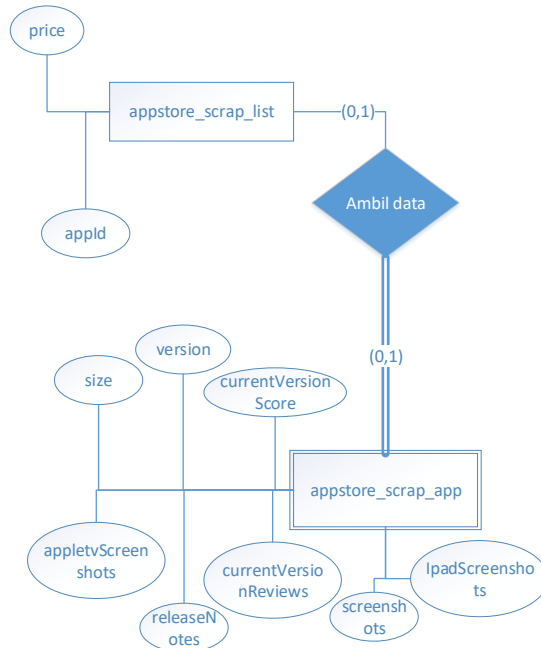 price
appstore_scrap_list
(0,1)
Ambil data
appId
(0,1)
version
size
currentVersion
Score
appstore_scrap_app
appletvScreen
shots
currentVersio
nReviews
IpadScreensho
ts
releaseN
otes
screensh
ots